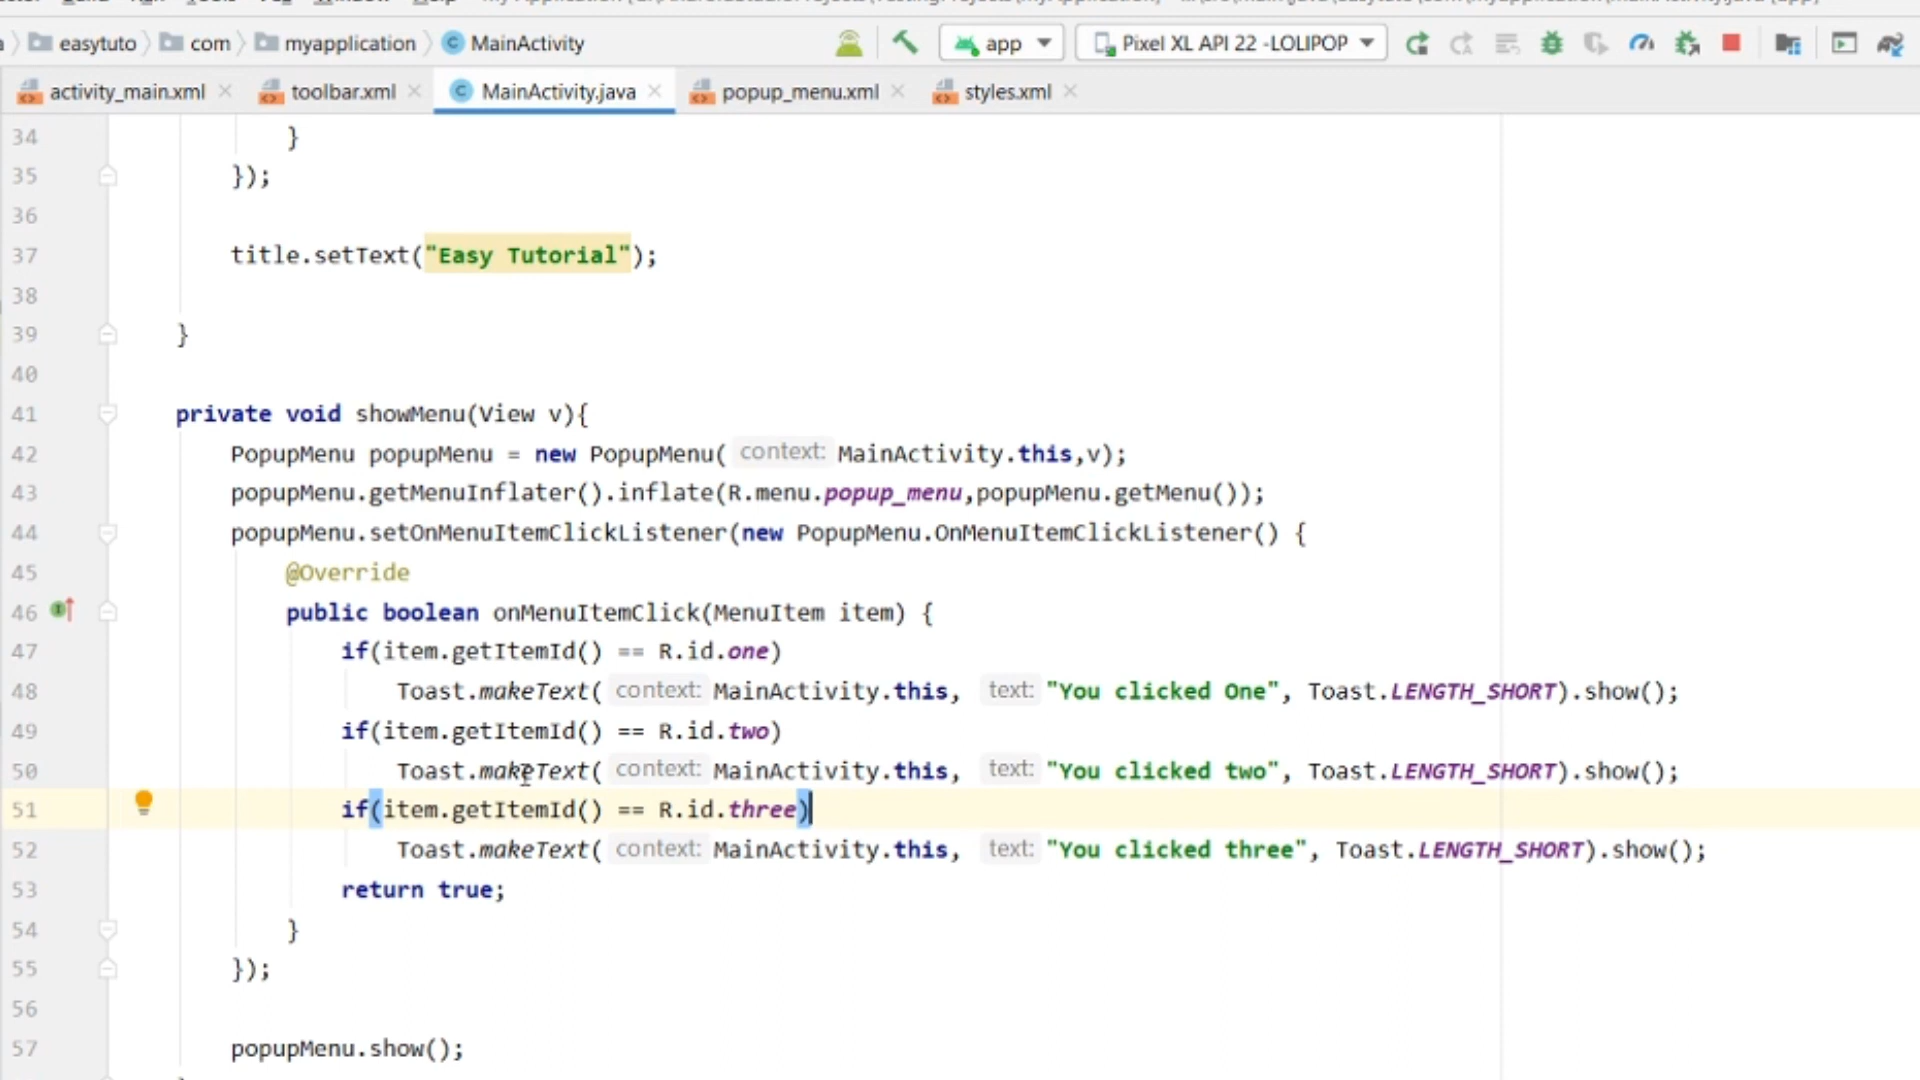 easytuto com myapplication MainActivity app Pixel XL API 22 -LOLIPOP
activity_main.xml toolbar.xml MainActivity.java popup_menu.xml styles.xml
34 }
35 });
36
37 title.setText("Easy Tutorial");
38
39 }
40
41 private void showMenu(View v){
42 PopupMenu popupMenu = new PopupMenu( context: MainActivity.this,v);
43 popupMenu.getMenuInflater().inflate(R.menu.popup_menu,popupMenu.getMenu());
44 popupMenu.setOnMenuItemClickListener(new PopupMenu.OnMenuItemClickListener() {
45 @Override
46 public boolean onMenuItemClick(MenuItem item) {
47 if(item.getItemId() == R.id.one)
48 Toast.makeText( context: MainActivity.this, text: "You clicked One", Toast.LENGTH_SHORT).show();
49 if(item.getItemId() == R.id.two)
50 Toast.makeText( context: MainActivity.this, text: "You clicked two", Toast.LENGTH_SHORT).show();
51 if(item.getItemId() == R.id.three)
52 Toast.makeText( context: MainActivity.this, text: "You clicked three", Toast.LENGTH_SHORT).show();
53 return true;
54 }
55 });
56
57 popupMenu.show();